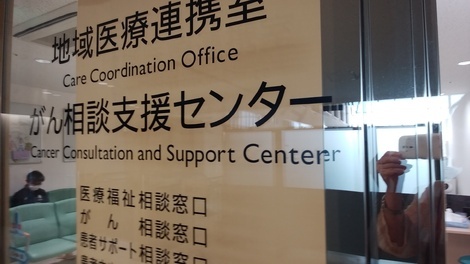 地域医療連携室
Care Coordination Office
がん相談支援センター
Cancer Consultation and Support Center
医療福祉相談窓口
がん 相談窓口
患者サポート相談窓口